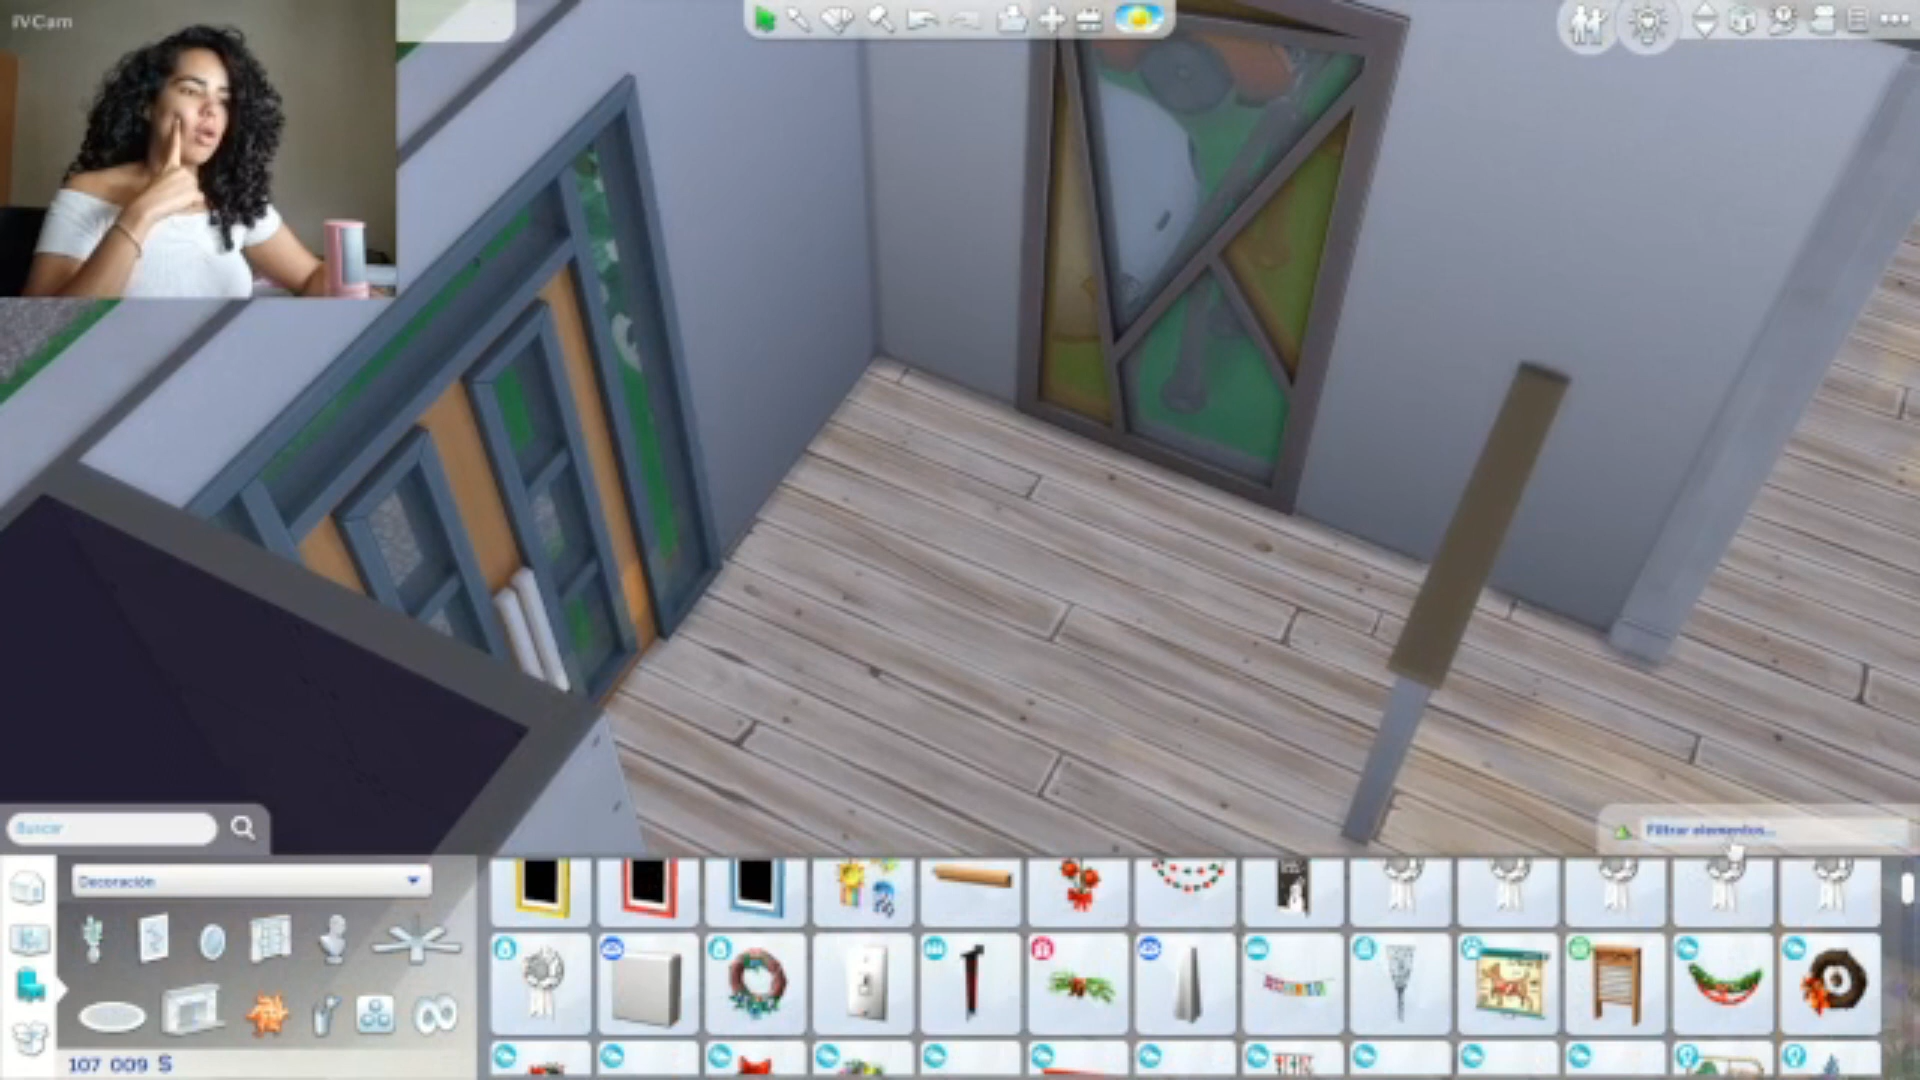 iVCam
Buscar
Filtrar elementos...
Decoración
107 009 S